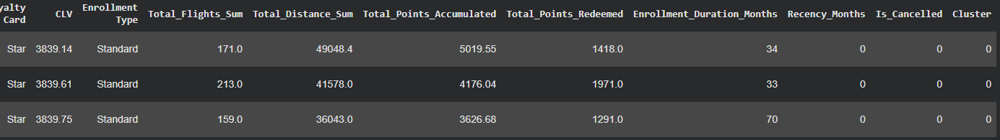 Enrollment
yalty Card CLV Type Total_Flights_Sum Total_Distance_Sum Total_Points_Accumulated Total_Points_Redeemed Enrollment_Duration_Months Recency_Months Is_Cancelled Cluster
Star 3839.14 Standard 171.0 49048.4 5019.55 1418.0 34 0 0 0
Star 3839.61 Standard 213.0 41578.0 4176.04 1971.0 33 0 0 0
Star 3839.75 Standard 159.0 36043.0 3626.68 1291.0 70 0 0 0